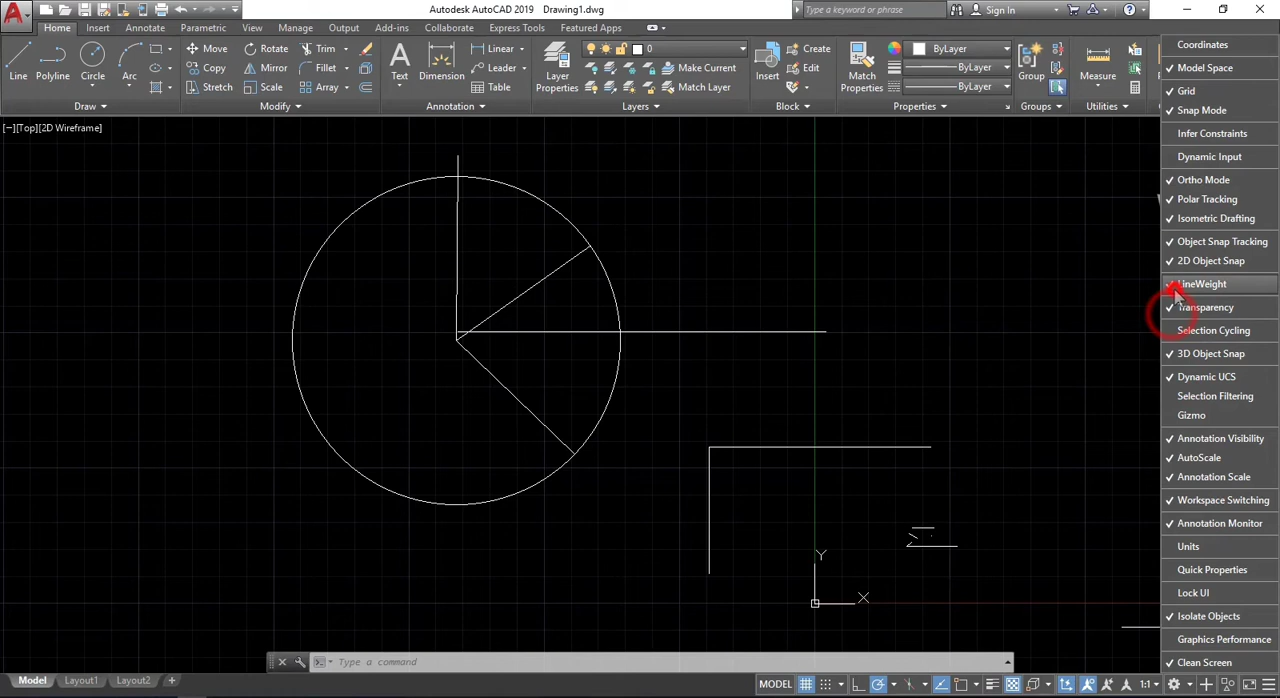 Autodesk AutoCAD 2019 Drawing1.dwg
Type a keyword or phrase
Sign In
Home Insert Annotate Parametric View Manage Output Add-ins Collaborate Express Tools Featured Apps
Line Polyline Circle Arc
Move Rotate Trim
Copy Mirror Fillet
Stretch Scale Array
Text Dimension
Linear
Leader
Table
Layer
Properties
0
Make Current
Match Layer
Insert
Create
Edit
Match
Properties
ByLayer
ByLayer
ByLayer
Group
Measure
Draw Modify Annotation Layers Block Properties Groups Utilities
[−][Top][2D Wireframe]
Coordinates
Model Space
Grid
Snap Mode
Infer Constraints
Dynamic Input
Ortho Mode
Polar Tracking
Isometric Drafting
Object Snap Tracking
2D Object Snap
LineWeight
Transparency
Selection Cycling
3D Object Snap
Dynamic UCS
Selection Filtering
Gizmo
Annotation Visibility
AutoScale
Annotation Scale
Workspace Switching
Annotation Monitor
Units
Quick Properties
Lock UI
Isolate Objects
Graphics Performance
Clean Screen
Y
X
Type a command
Model Layout1 Layout2 +
MODEL 1:1